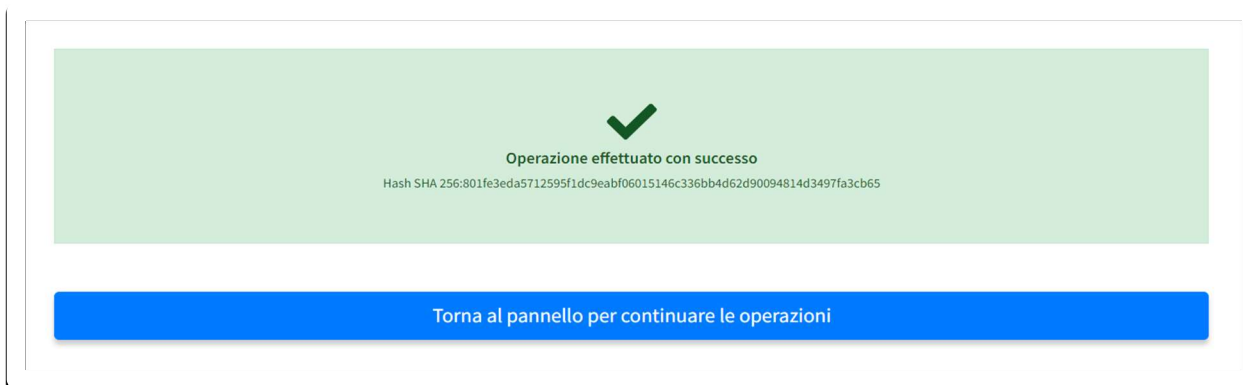 Operazione effettuato con successo
Hash SHA 256:801fe3eda5712595f1dc9eabf06015146c336bb4d62d90094814d3497fa3cb65
Torna al pannello per continuare le operazioni